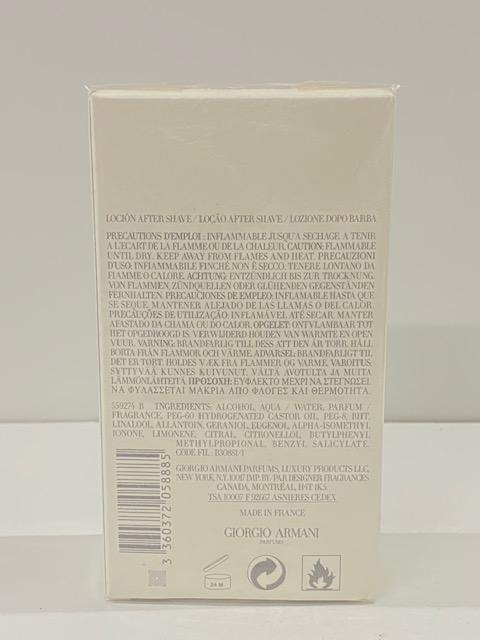 LOCIÓN AFTER SHAVE / LOÇÃO AFTER SHAVE / LOZIONE DOPO BARBA
PRECAUTIONS D'EMPLOI : INFLAMMABLE JUSQU'A SECHAGE. A TENIR
A L'ECART DE LA FLAMME OU DE LA CHALEUR. CAUTION: FLAMMABLE
UNTIL DRY. KEEP AWAY FROM FLAMES AND HEAT. PRECAUZIONI
D'USO: INFIAMMABILE FINCHÉ NON È SECCO. TENERE LONTANO DA
FIAMME O CALORE. ACHTUNG: ENTZÜNDLICH BIS ZUR TROCKNUNG.
VON FLAMMEN, ZÜNDQUELLEN ODER GLÜHENDEN GEGENSTÄNDEN
FERNHALTEN. PRECAUCIONES DE EMPLEO: INFLAMABLE HASTA QUE
SE SEQUE, MANTENER ALEJADO DE LAS LLAMAS O DEL CALOR.
PRECAUÇÕES DE UTILIZAÇÃO: INFLAMÁVEL ATÉ SECAR. MANTER
AFASTADO DA CHAMA OU DO CALOR. OPGELET: ONTVLAMBAAR TOT
HET OPGEDROOGD IS. VERWIJDERD HOUDEN VAN WARMTE EN OPEN
VUUR. VARNING: BRANDFARLIG TILL DESS ATT DEN ÄR TORR. HÅLL
BORTA FRÅN FLAMMOR OCH VÄRME. ADVARSEL: BRANDFARLIGT TIL
DET ER TØRT. HOLDES VÆK FRA FLAMMER OG VARME. VAROITUS:
SYTTYVÄÄ KUNNES KUIVUNUT. VÄLTÄ AVOTULTA JA MUITA
LÄMMÖNLÄHTEITÄ. ΠΡΟΣΟΧΗ: ΕΥΦΛΕΚΤΟ ΜΕΧΡΙ ΝΑ ΣΤΕΓΝΩΣΕΙ.
ΝΑ ΦΥΛΑΣΣΕΤΑΙ ΜΑΚΡΙΑ ΑΠΟ ΦΛΟΓΕΣ ΚΑΙ ΘΕΡΜΟΤΗΤΑ.
559274 B INGREDIENTS: ALCOHOL, AQUA / WATER, PARFUM /
FRAGRANCE, PEG-60 HYDROGENATED CASTOR OIL, PEG-8, BHT,
LINALOOL, ALLANTOIN, GERANIOL, EUGENOL, ALPHA-ISOMETHYL
IONONE, LIMONENE, CITRAL, CITRONELLOL, BUTYLPHENYL
METHYLPROPIONAL, BENZYL SALICYLATE.
CODE FIL : B30881/1
GIORGIO ARMANI PARFUMS, LUXURY PRODUCTS LLC,
NEW YORK, N.Y. 10017 IMP. BY/PAR DESIGNER FRAGRANCES
CANADA, MONTRÉAL, H4T 1K5.
TSA 10007 F 92667 ASNIERES CEDEX
MADE IN FRANCE
GIORGIO ARMANI
PARFUMS
3 360372 058885
24 M